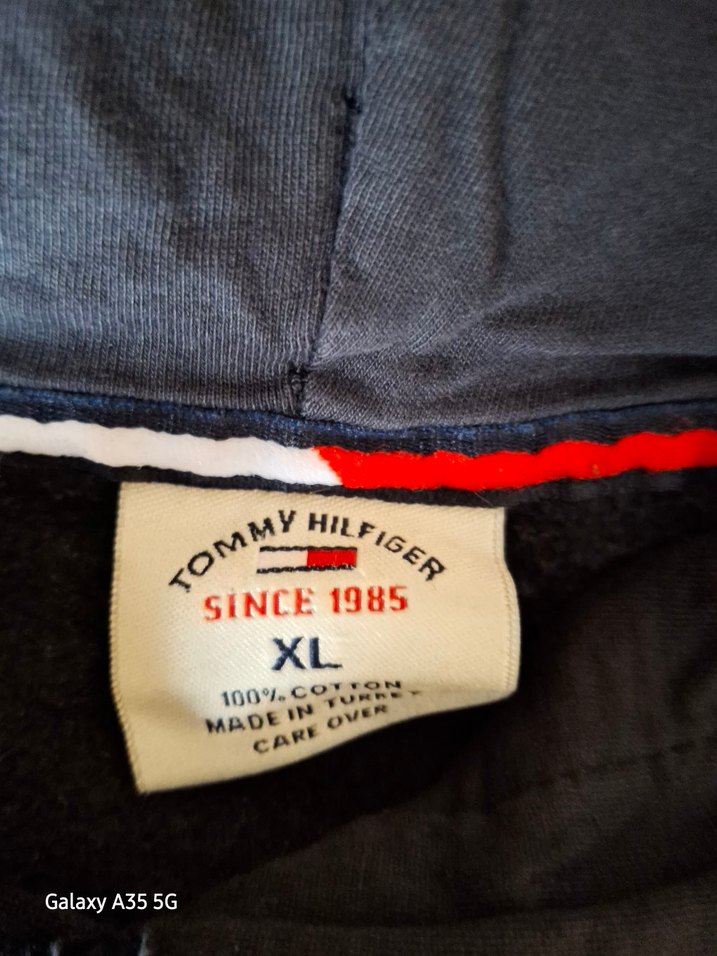 TOMMY HILFIGER
SINCE 1985
XL
100% COTTON
MADE IN TURKEY
CARE OVER
Galaxy A35 5G